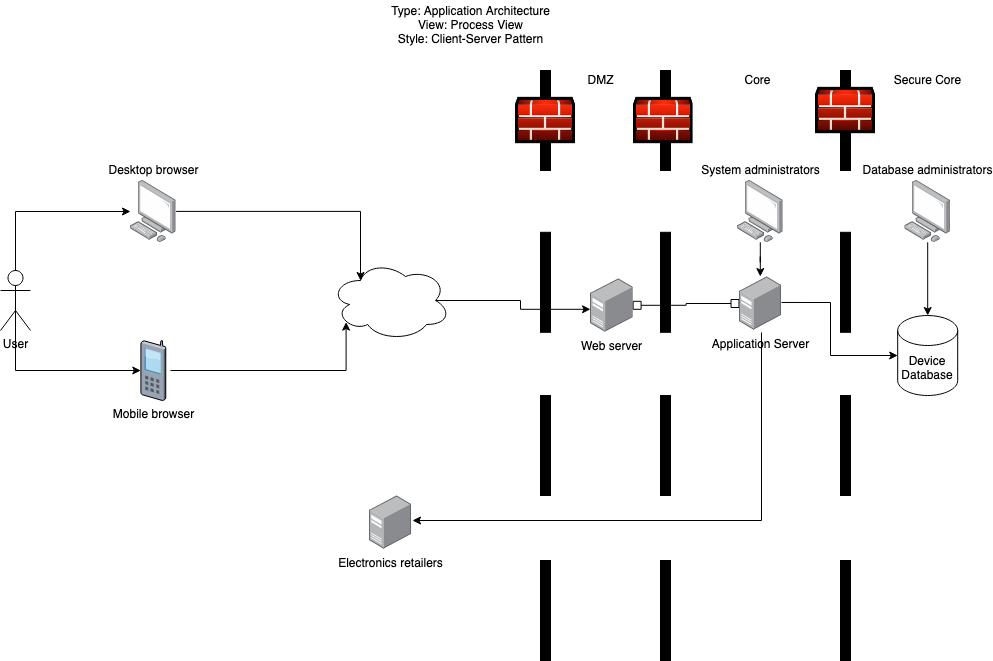 Type: Application Architecture
View: Process View
Style: Client-Server Pattern
DMZ
Core
Secure Core
Desktop browser
System administrators
Database administrators
User
Web server
Application Server
Device
Database
Mobile browser
Electronics retailers